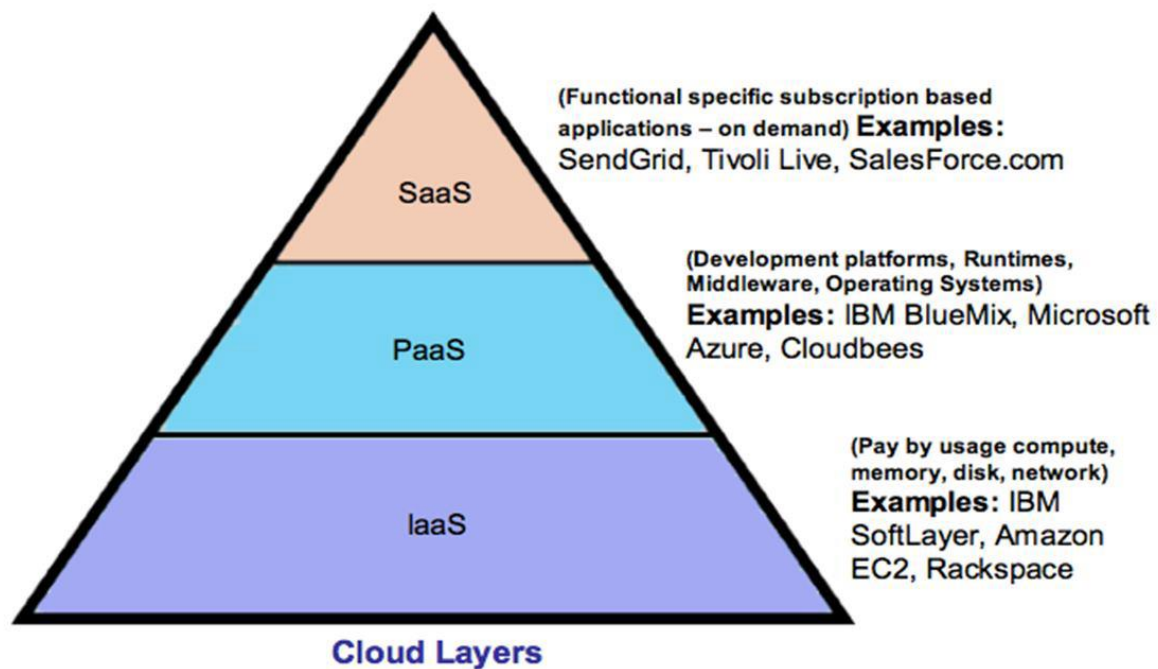 (Functional specific subscription based
applications – on demand) Examples:
SendGrid, Tivoli Live, SalesForce.com
SaaS
(Development platforms, Runtimes,
Middleware, Operating Systems)
Examples: IBM BlueMix, Microsoft
Azure, Cloudbees
PaaS
(Pay by usage compute,
memory, disk, network)
Examples: IBM
SoftLayer, Amazon
EC2, Rackspace
IaaS
Cloud Layers